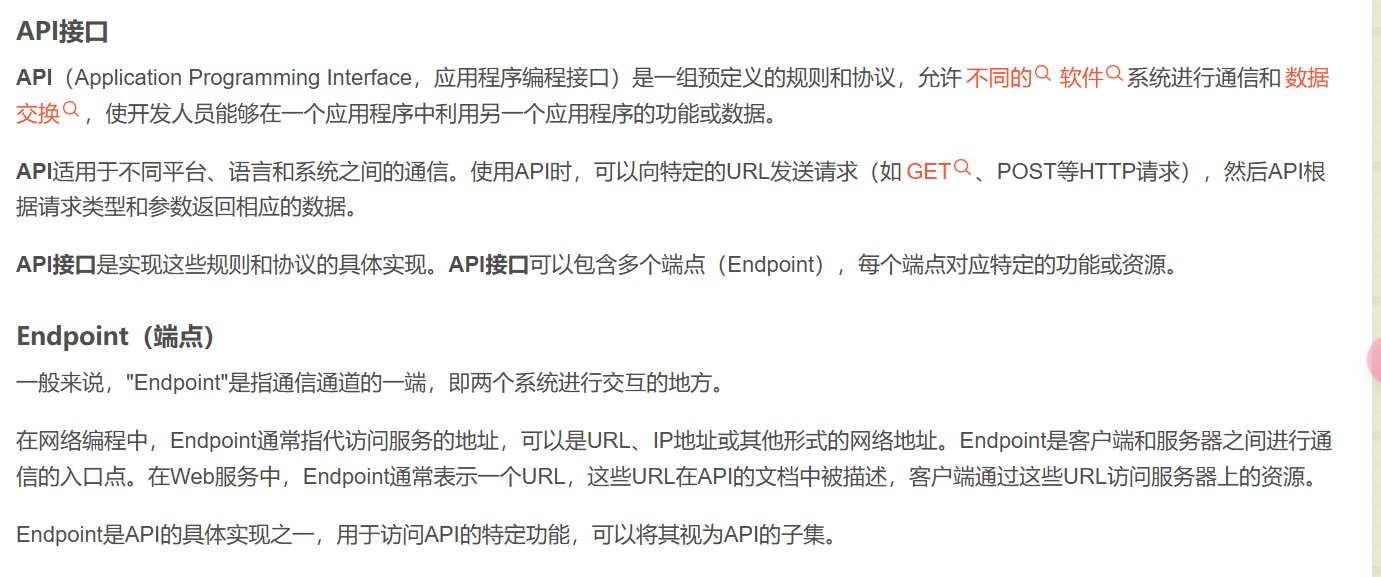 API接口
API（Application Programming Interface，应用程序编程接口）是一组预定义的规则和协议，允许 不同的 软件 系统进行通信和 数据
交换 ，使开发人员能够在一个应用程序中利用另一个应用程序的功能或数据。
API适用于不同平台、语言和系统之间的通信。使用API时，可以向特定的URL发送请求（如 GET 、POST等HTTP请求），然后API根
据请求类型和参数返回相应的数据。
API接口是实现这些规则和协议的具体实现。API接口可以包含多个端点（Endpoint），每个端点对应特定的功能或资源。
Endpoint（端点）
一般来说，"Endpoint"是指通信通道的一端，即两个系统进行交互的地方。
在网络编程中，Endpoint通常指代访问服务的地址，可以是URL、IP地址或其他形式的网络地址。Endpoint是客户端和服务器之间进行通
信的入口点。在Web服务中，Endpoint通常表示一个URL，这些URL在API的文档中被描述，客户端通过这些URL访问服务器上的资源。
Endpoint是API的具体实现之一，用于访问API的特定功能，可以将其视为API的子集。